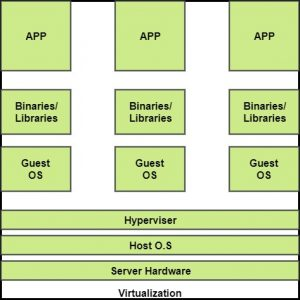 APP APP APP
Binaries/ Binaries/ Binaries/
Libraries Libraries Libraries
Guest Guest Guest
OS OS OS
Hyperviser
Host O.S
Server Hardware
Virtualization